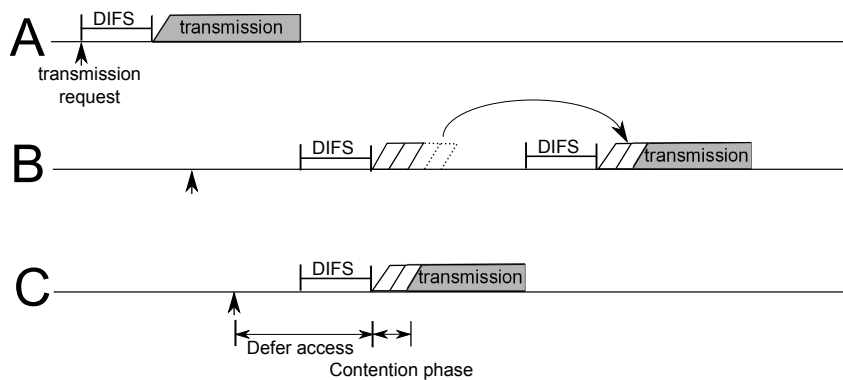 A
DIFS
transmission
transmission
request
B
DIFS
DIFS
transmission
C
DIFS
transmission
Defer access
Contention phase